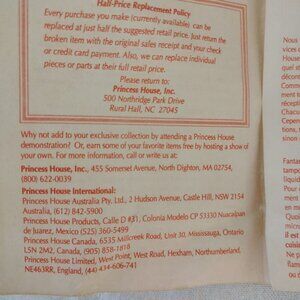 Half-Price Replacement Policy
Every purchase you make (currently available) can be
replaced at just half the suggested retail price. Just return the
broken item with the original sales receipt and your check
or credit card payment. Also, we can replace individual
pieces or parts at their full retail price.
Please return to:
Princess House, Inc.
500 Northridge Park Drive
Rural Hall, NC 27045
Why not add to your exclusive collection by attending a Princess House
demonstration? Or, earn some of your favorite items free by hosting a show
of your own. For more information, call or write us at:
Princess House, Inc., 455 Somerset Avenue, North Dighton, MA 02754,
(800) 622-0039
Princess House International:
Princess House Australia Pty. Ltd., 2 Hudson Avenue, Castle Hill, NSW 2154
Australia, (612) 842-5900
Princess House Products, Calle D #31, Colonia Modelo CP 53330 Naucalpan
de Juarez, Mexico (525) 360-5499
Princess House Canada, 6535 Millcreek Road, Unit 30, Mississauga, Ontario
L5N 2M2, Canada, (905) 858-1818
Princess House Limited, West Point, West Road, Hexham, Northumberland,
NE463RR, England, (44) 434-606-741
Nous